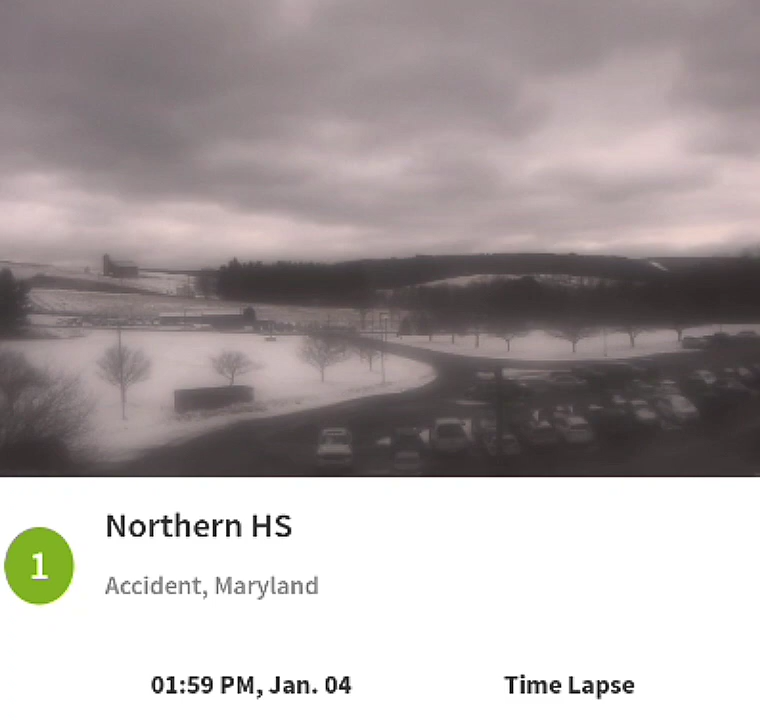 Northern HS
1
Accident, Maryland
01:59 PM, Jan. 04
Time Lapse